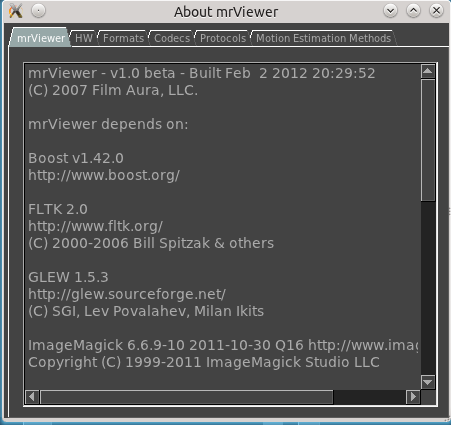 About mrViewer
mrViewer HW Formats Codecs Protocols Motion Estimation Methods
mrViewer - v1.0 beta - Built Feb  2 2012 20:29:52
(C) 2007 Film Aura, LLC.
mrViewer depends on:
Boost v1.42.0
http://www.boost.org/
FLTK 2.0
http://www.fltk.org/
(C) 2000-2006 Bill Spitzak & others
GLEW 1.5.3
http://glew.sourceforge.net/
(C) SGI, Lev Povalahev, Milan Ikits
ImageMagick 6.6.9-10 2011-10-30 Q16 http://www.imag
Copyright (C) 1999-2011 ImageMagick Studio LLC